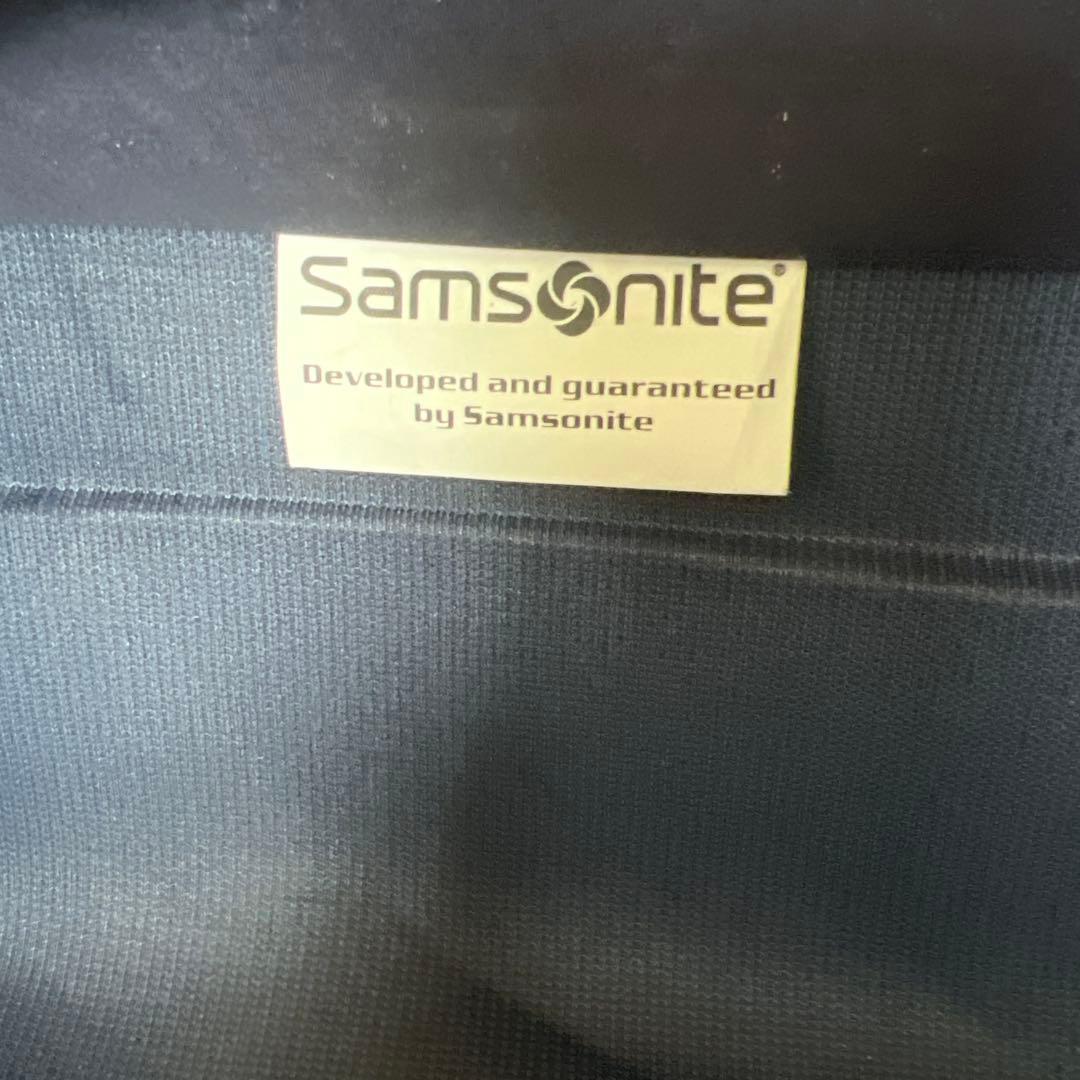 Samsonite®
Developed and guaranteed
by Samsonite